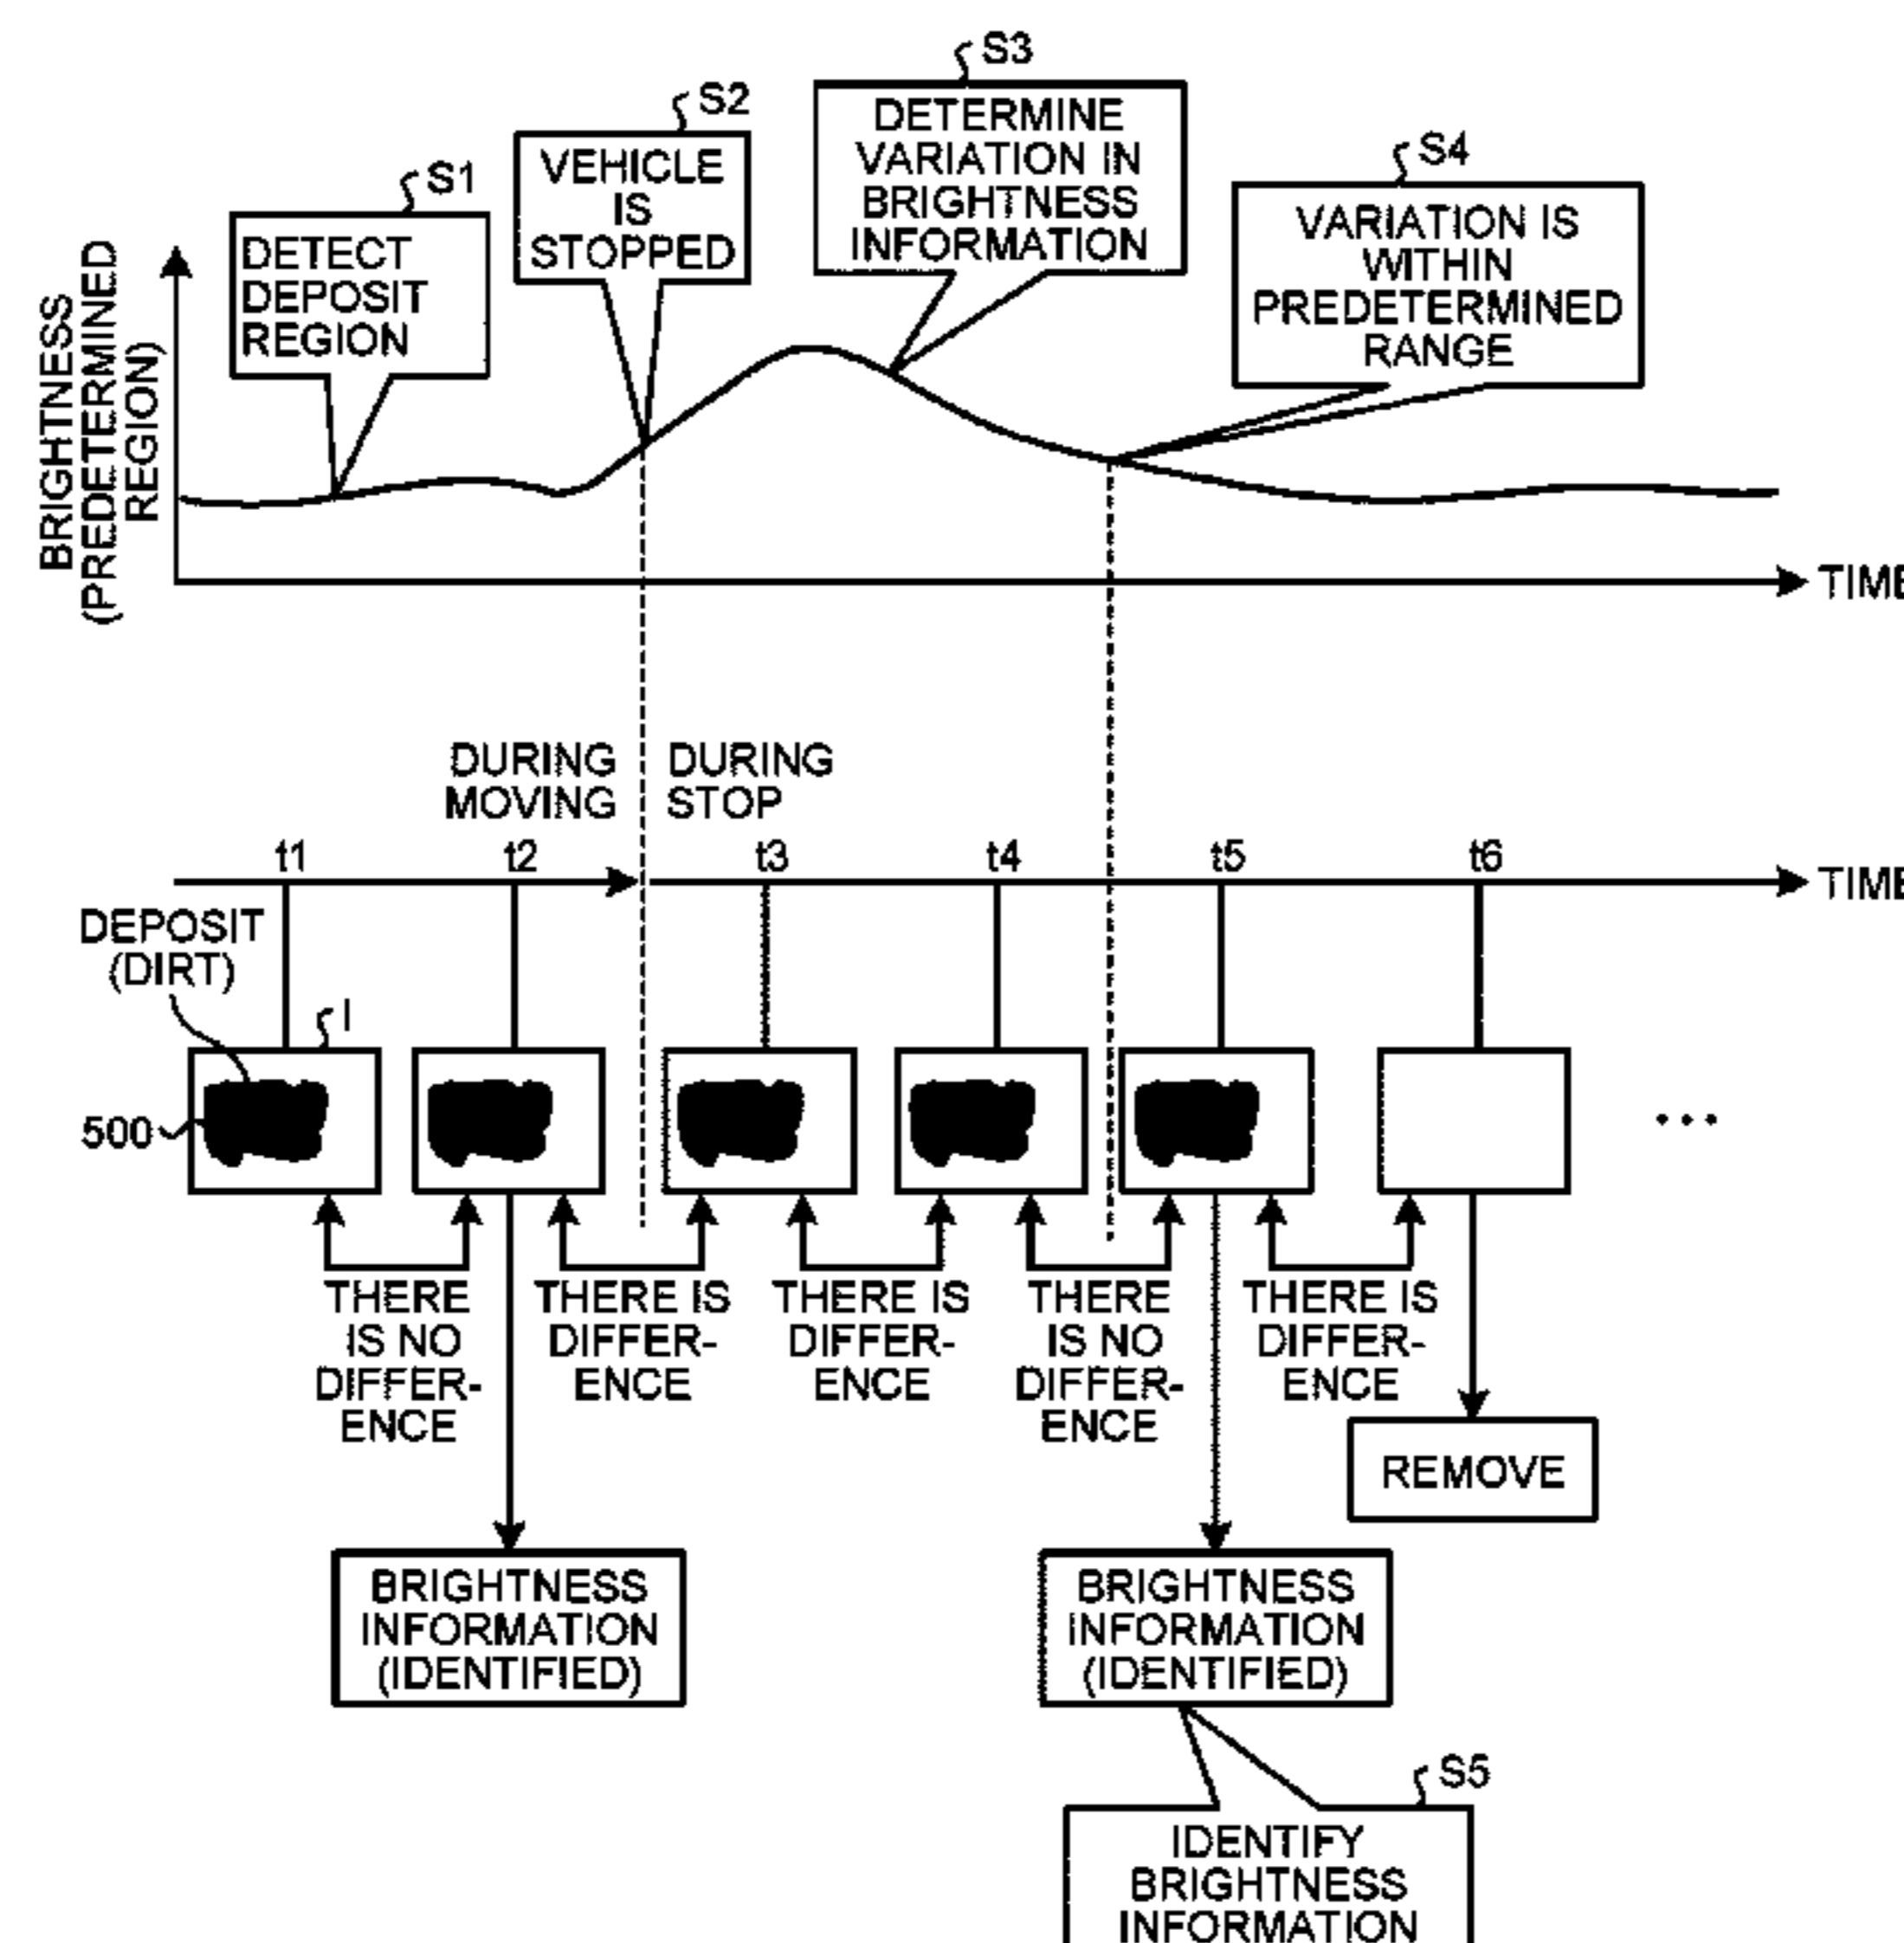 S1
DETECT
DEPOSIT
REGION
S2
VEHICLE
IS
STOPPED
S3
DETERMINE
VARIATION IN
BRIGHTNESS
INFORMATION
S4
VARIATION IS
WITHIN
PREDETERMINED
RANGE
BRIGHTNESS
(PREDETERMINED
REGION)
TIME
DURING
MOVING
DURING
STOP
t1
t2
t3
t4
t5
t6
TIME
DEPOSIT
(DIRT)
I
500
...
THERE
IS NO
DIFFER-
ENCE
THERE IS
DIFFER-
ENCE
THERE IS
DIFFER-
ENCE
THERE
IS NO
DIFFER-
ENCE
THERE IS
DIFFER-
ENCE
REMOVE
BRIGHTNESS
INFORMATION
(IDENTIFIED)
BRIGHTNESS
INFORMATION
(IDENTIFIED)
S5
IDENTIFY
BRIGHTNESS
INFORMATION